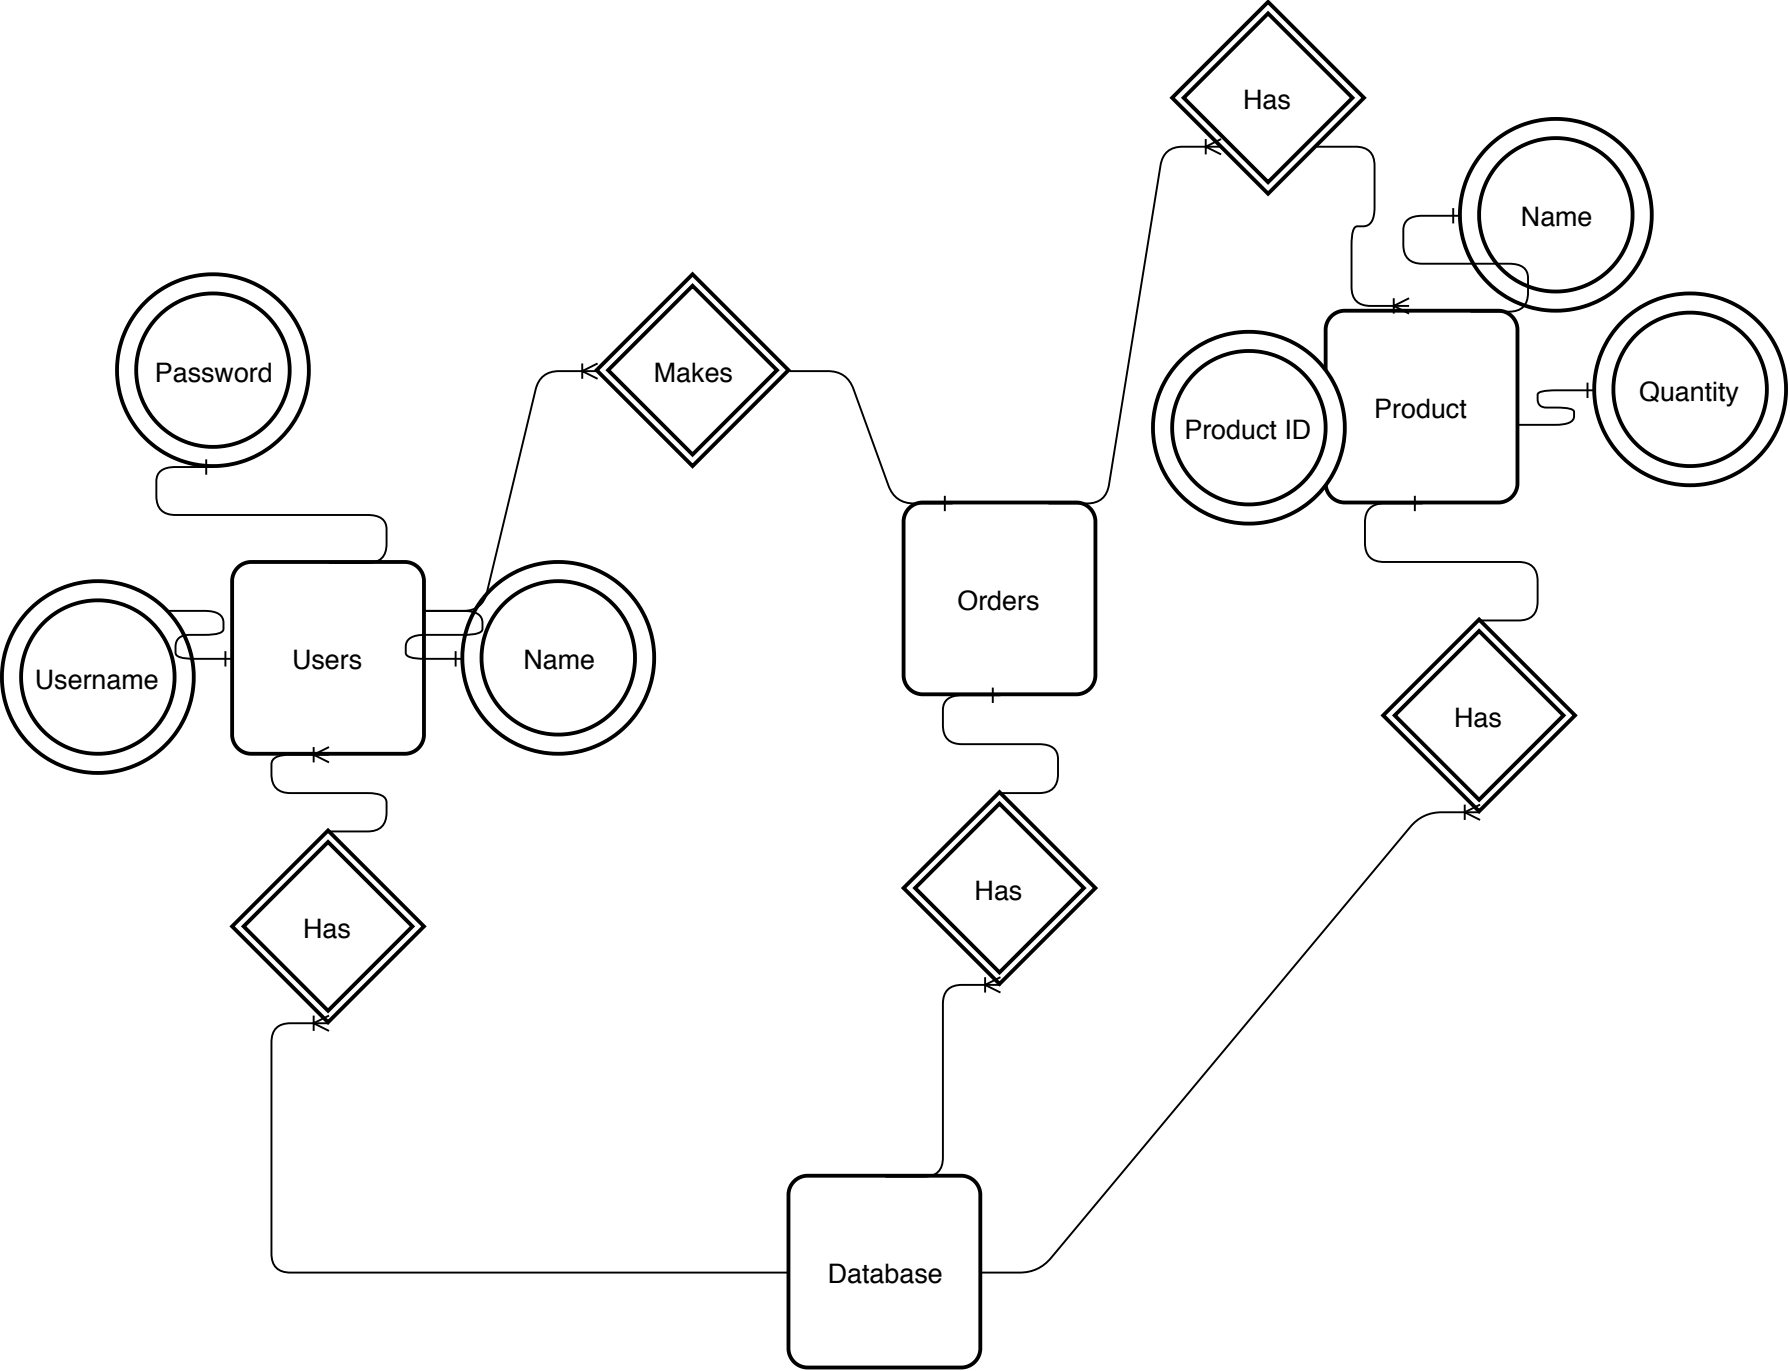 Has
Name
Password
Makes
Quantity
Product
Product ID
Orders
Username
Users
Name
Has
Has
Has
Database